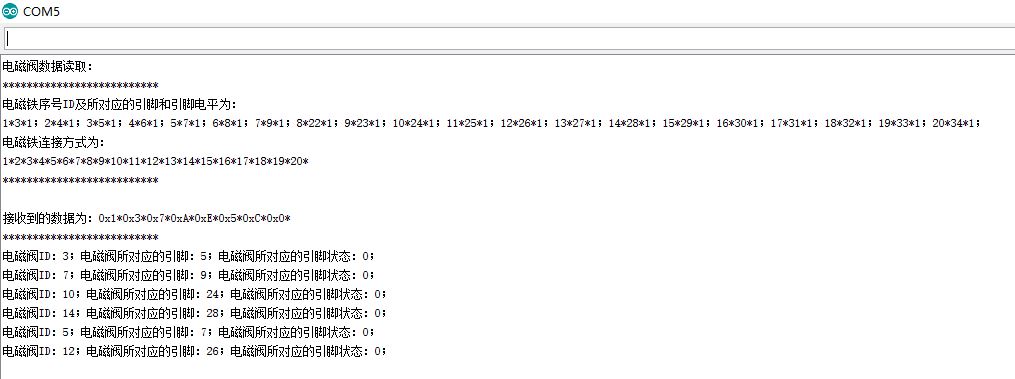 COM5
电磁阀数据读取：
**************************
电磁铁序号ID及所对应的引脚和引脚电平为：
1*3*1；2*4*1；3*5*1；4*6*1；5*7*1；6*8*1；7*9*1；8*22*1；9*23*1；10*24*1；11*25*1；12*26*1；13*27*1；14*28*1；15*29*1；16*30*1；17*31*1；18*32*1；19*33*1；20*34*1；
电磁铁连接方式为：
1*2*3*4*5*6*7*8*9*10*11*12*13*14*15*16*17*18*19*20*
**************************
接收到的数据为：0x1*0x3*0x7*0xA*0xE*0x5*0xC*0x0*
**************************
电磁阀ID：3；电磁阀所对应的引脚：5；电磁阀所对应的引脚状态：0；
电磁阀ID：7；电磁阀所对应的引脚：9；电磁阀所对应的引脚状态：0；
电磁阀ID：10；电磁阀所对应的引脚：24；电磁阀所对应的引脚状态：0；
电磁阀ID：14；电磁阀所对应的引脚：28；电磁阀所对应的引脚状态：0；
电磁阀ID：5；电磁阀所对应的引脚：7；电磁阀所对应的引脚状态：0；
电磁阀ID：12；电磁阀所对应的引脚：26；电磁阀所对应的引脚状态：0；